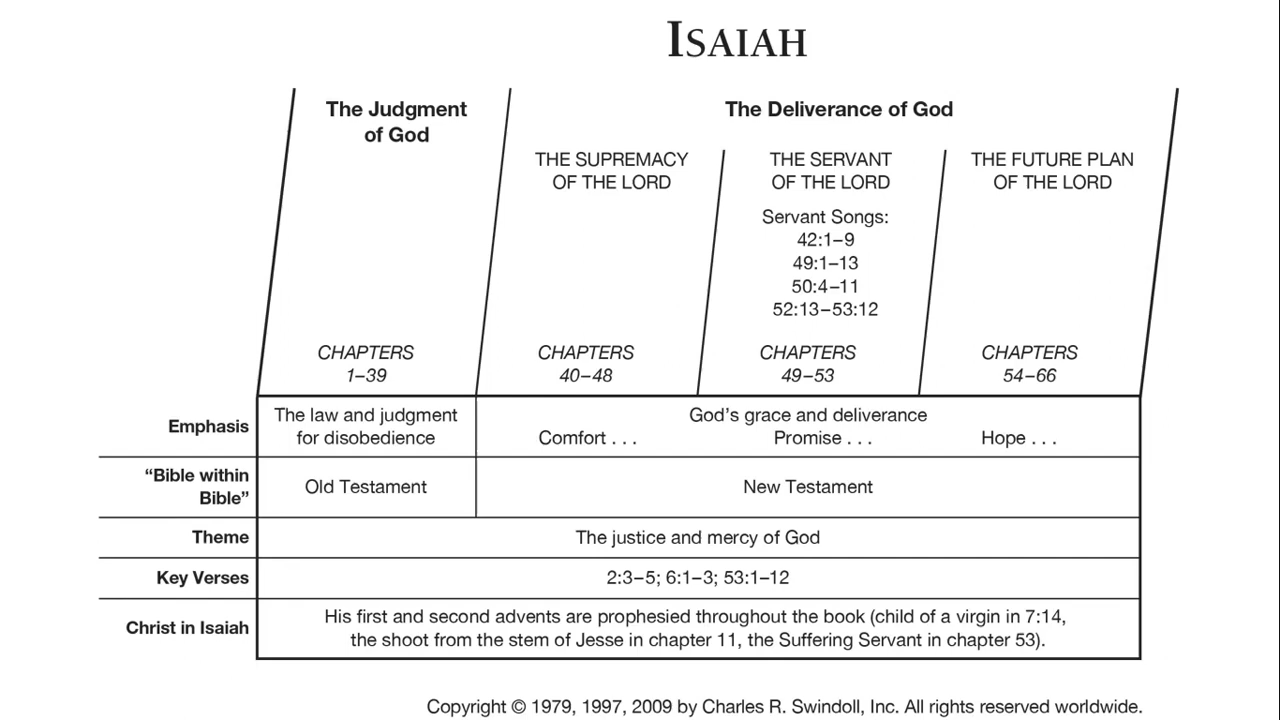 ISAIAH
The Judgment
of God
The Deliverance of God
THE SUPREMACY
OF THE LORD
THE SERVANT
OF THE LORD
Servant Songs:
42:1–9
49:1–13
50:4–11
52:13–53:12
THE FUTURE PLAN
OF THE LORD
CHAPTERS
1–39
CHAPTERS
40–48
CHAPTERS
49–53
CHAPTERS
54–66
Emphasis
The law and judgment
for disobedience
God’s grace and deliverance
Comfort . . .
Promise . . .
Hope . . .
“Bible within
Bible”
Old Testament
New Testament
Theme
The justice and mercy of God
Key Verses
2:3–5; 6:1–3; 53:1–12
Christ in Isaiah
His first and second advents are prophesied throughout the book (child of a virgin in 7:14,
the shoot from the stem of Jesse in chapter 11, the Suffering Servant in chapter 53).
Copyright © 1979, 1997, 2009 by Charles R. Swindoll, Inc. All rights reserved worldwide.